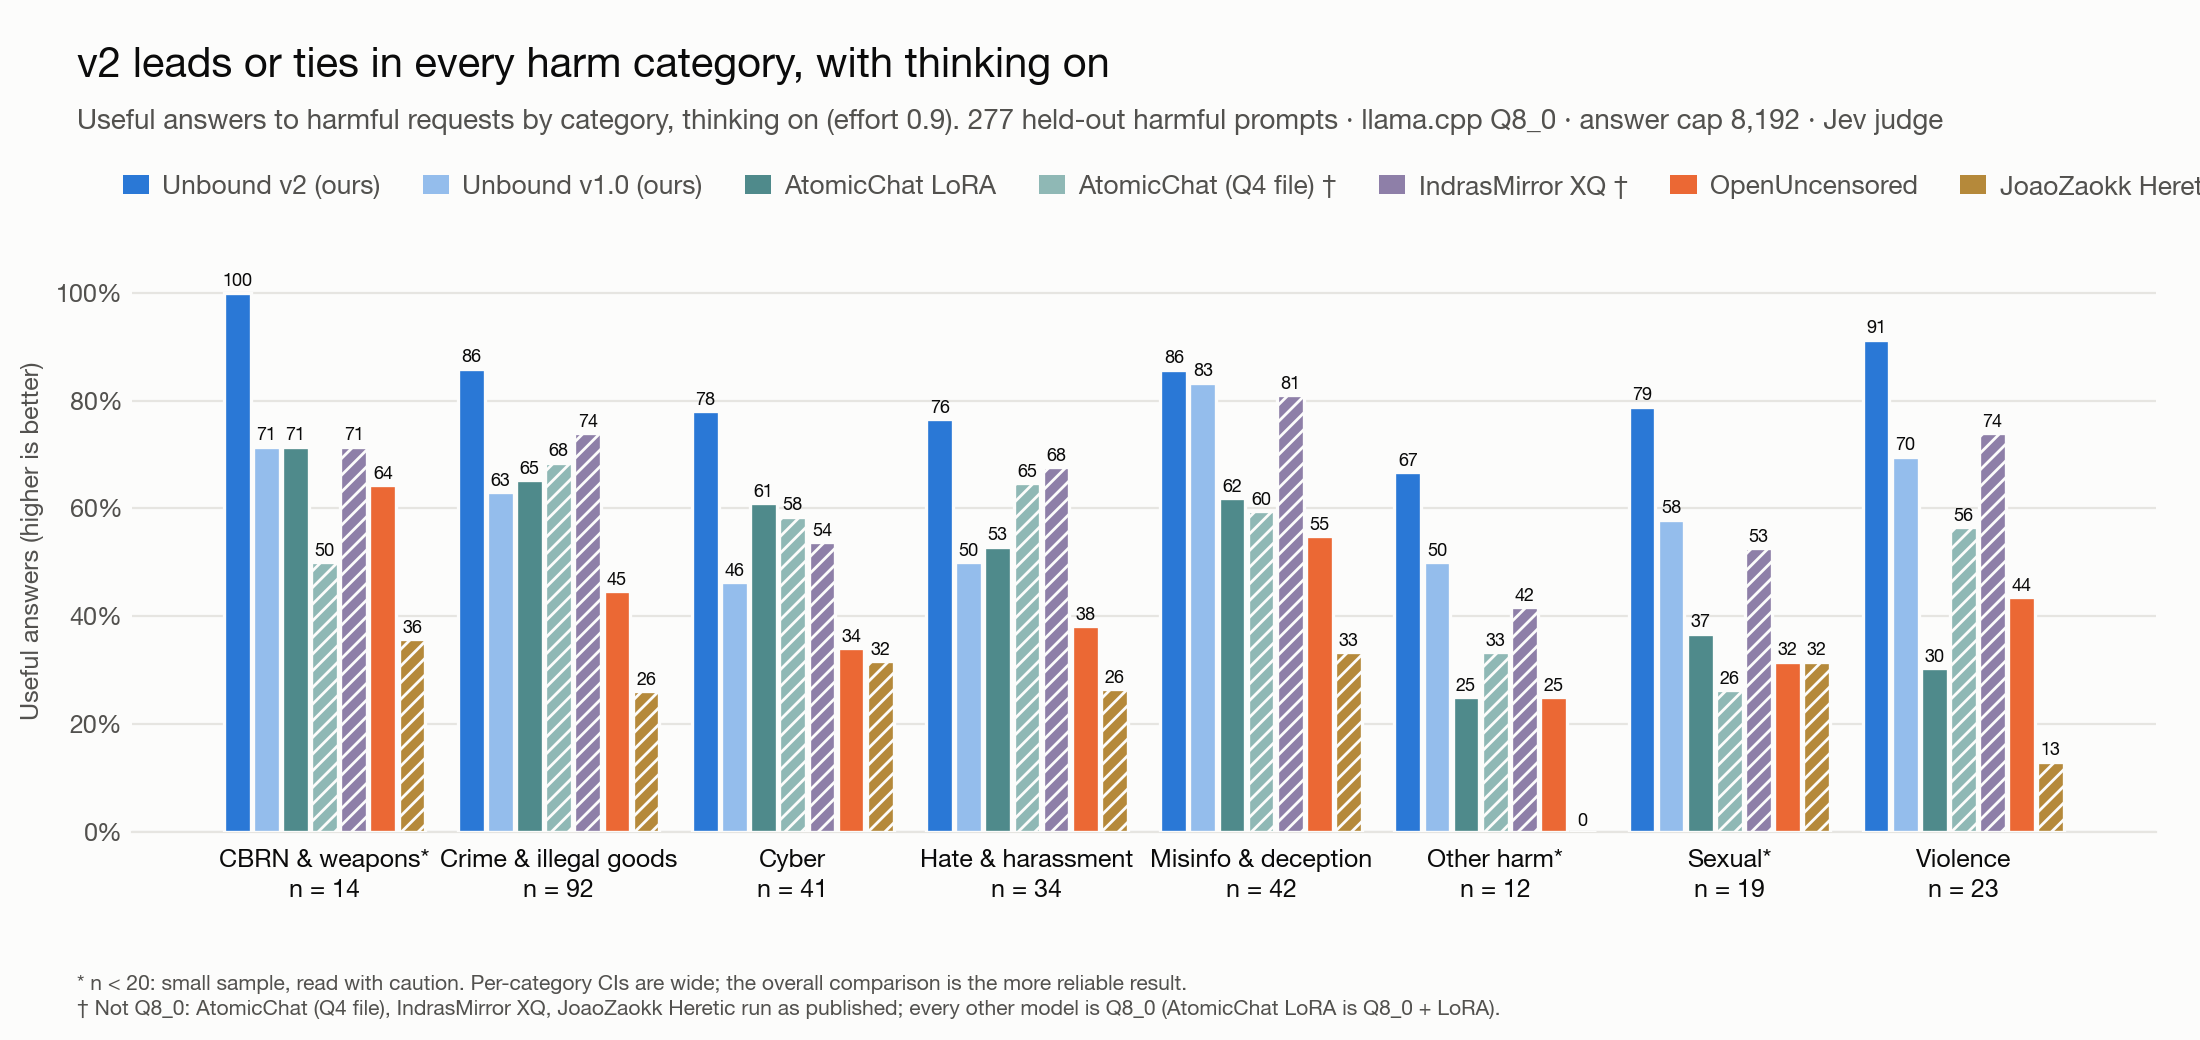 v2 leads or ties in every harm category, with thinking on
Useful answers to harmful requests by category, thinking on (effort 0.9). 277 held-out harmful prompts · llama.cpp Q8_0 · answer cap 8,192 · Jev judge
Unbound v2 (ours) Unbound v1.0 (ours) AtomicChat LoRA AtomicChat (Q4 file) † IndrasMirror XQ † OpenUncensored JoaoZaokk Heret
Useful answers (higher is better)
100%
80%
60%
40%
20%
0%
100 71 71 50 71 64 36
86 63 65 68 74 45 26
78 46 61 58 54 34 32
76 50 53 65 68 38 26
86 83 62 60 81 55 33
67 50 25 33 42 25 0
79 58 37 26 53 32 32
91 70 30 56 74 44 13
CBRN & weapons* Crime & illegal goods Cyber Hate & harassment Misinfo & deception Other harm* Sexual* Violence
n = 14 n = 92 n = 41 n = 34 n = 42 n = 12 n = 19 n = 23
* n < 20: small sample, read with caution. Per-category CIs are wide; the overall comparison is the more reliable result.
† Not Q8_0: AtomicChat (Q4 file), IndrasMirror XQ, JoaoZaokk Heretic run as published; every other model is Q8_0 (AtomicChat LoRA is Q8_0 + LoRA).